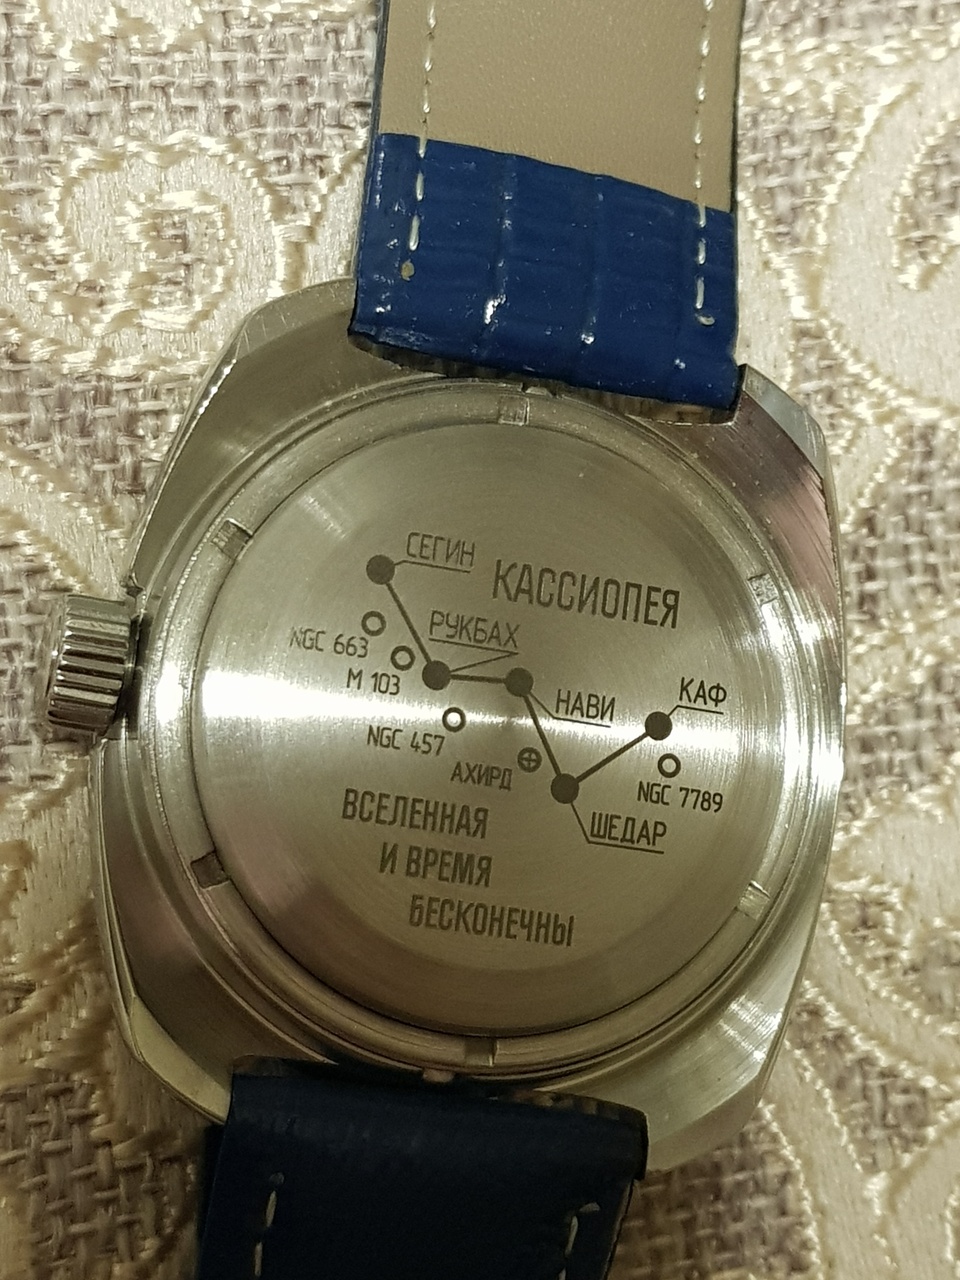 СЕГИН
КАССИОПЕЯ
NGC 663
РУКБАХ
М 103
НАВИ
КАФ
NGC 457
АХИРД
NGC 7789
ШЕДАР
ВСЕЛЕННАЯ
И ВРЕМЯ
БЕСКОНЕЧНЫ